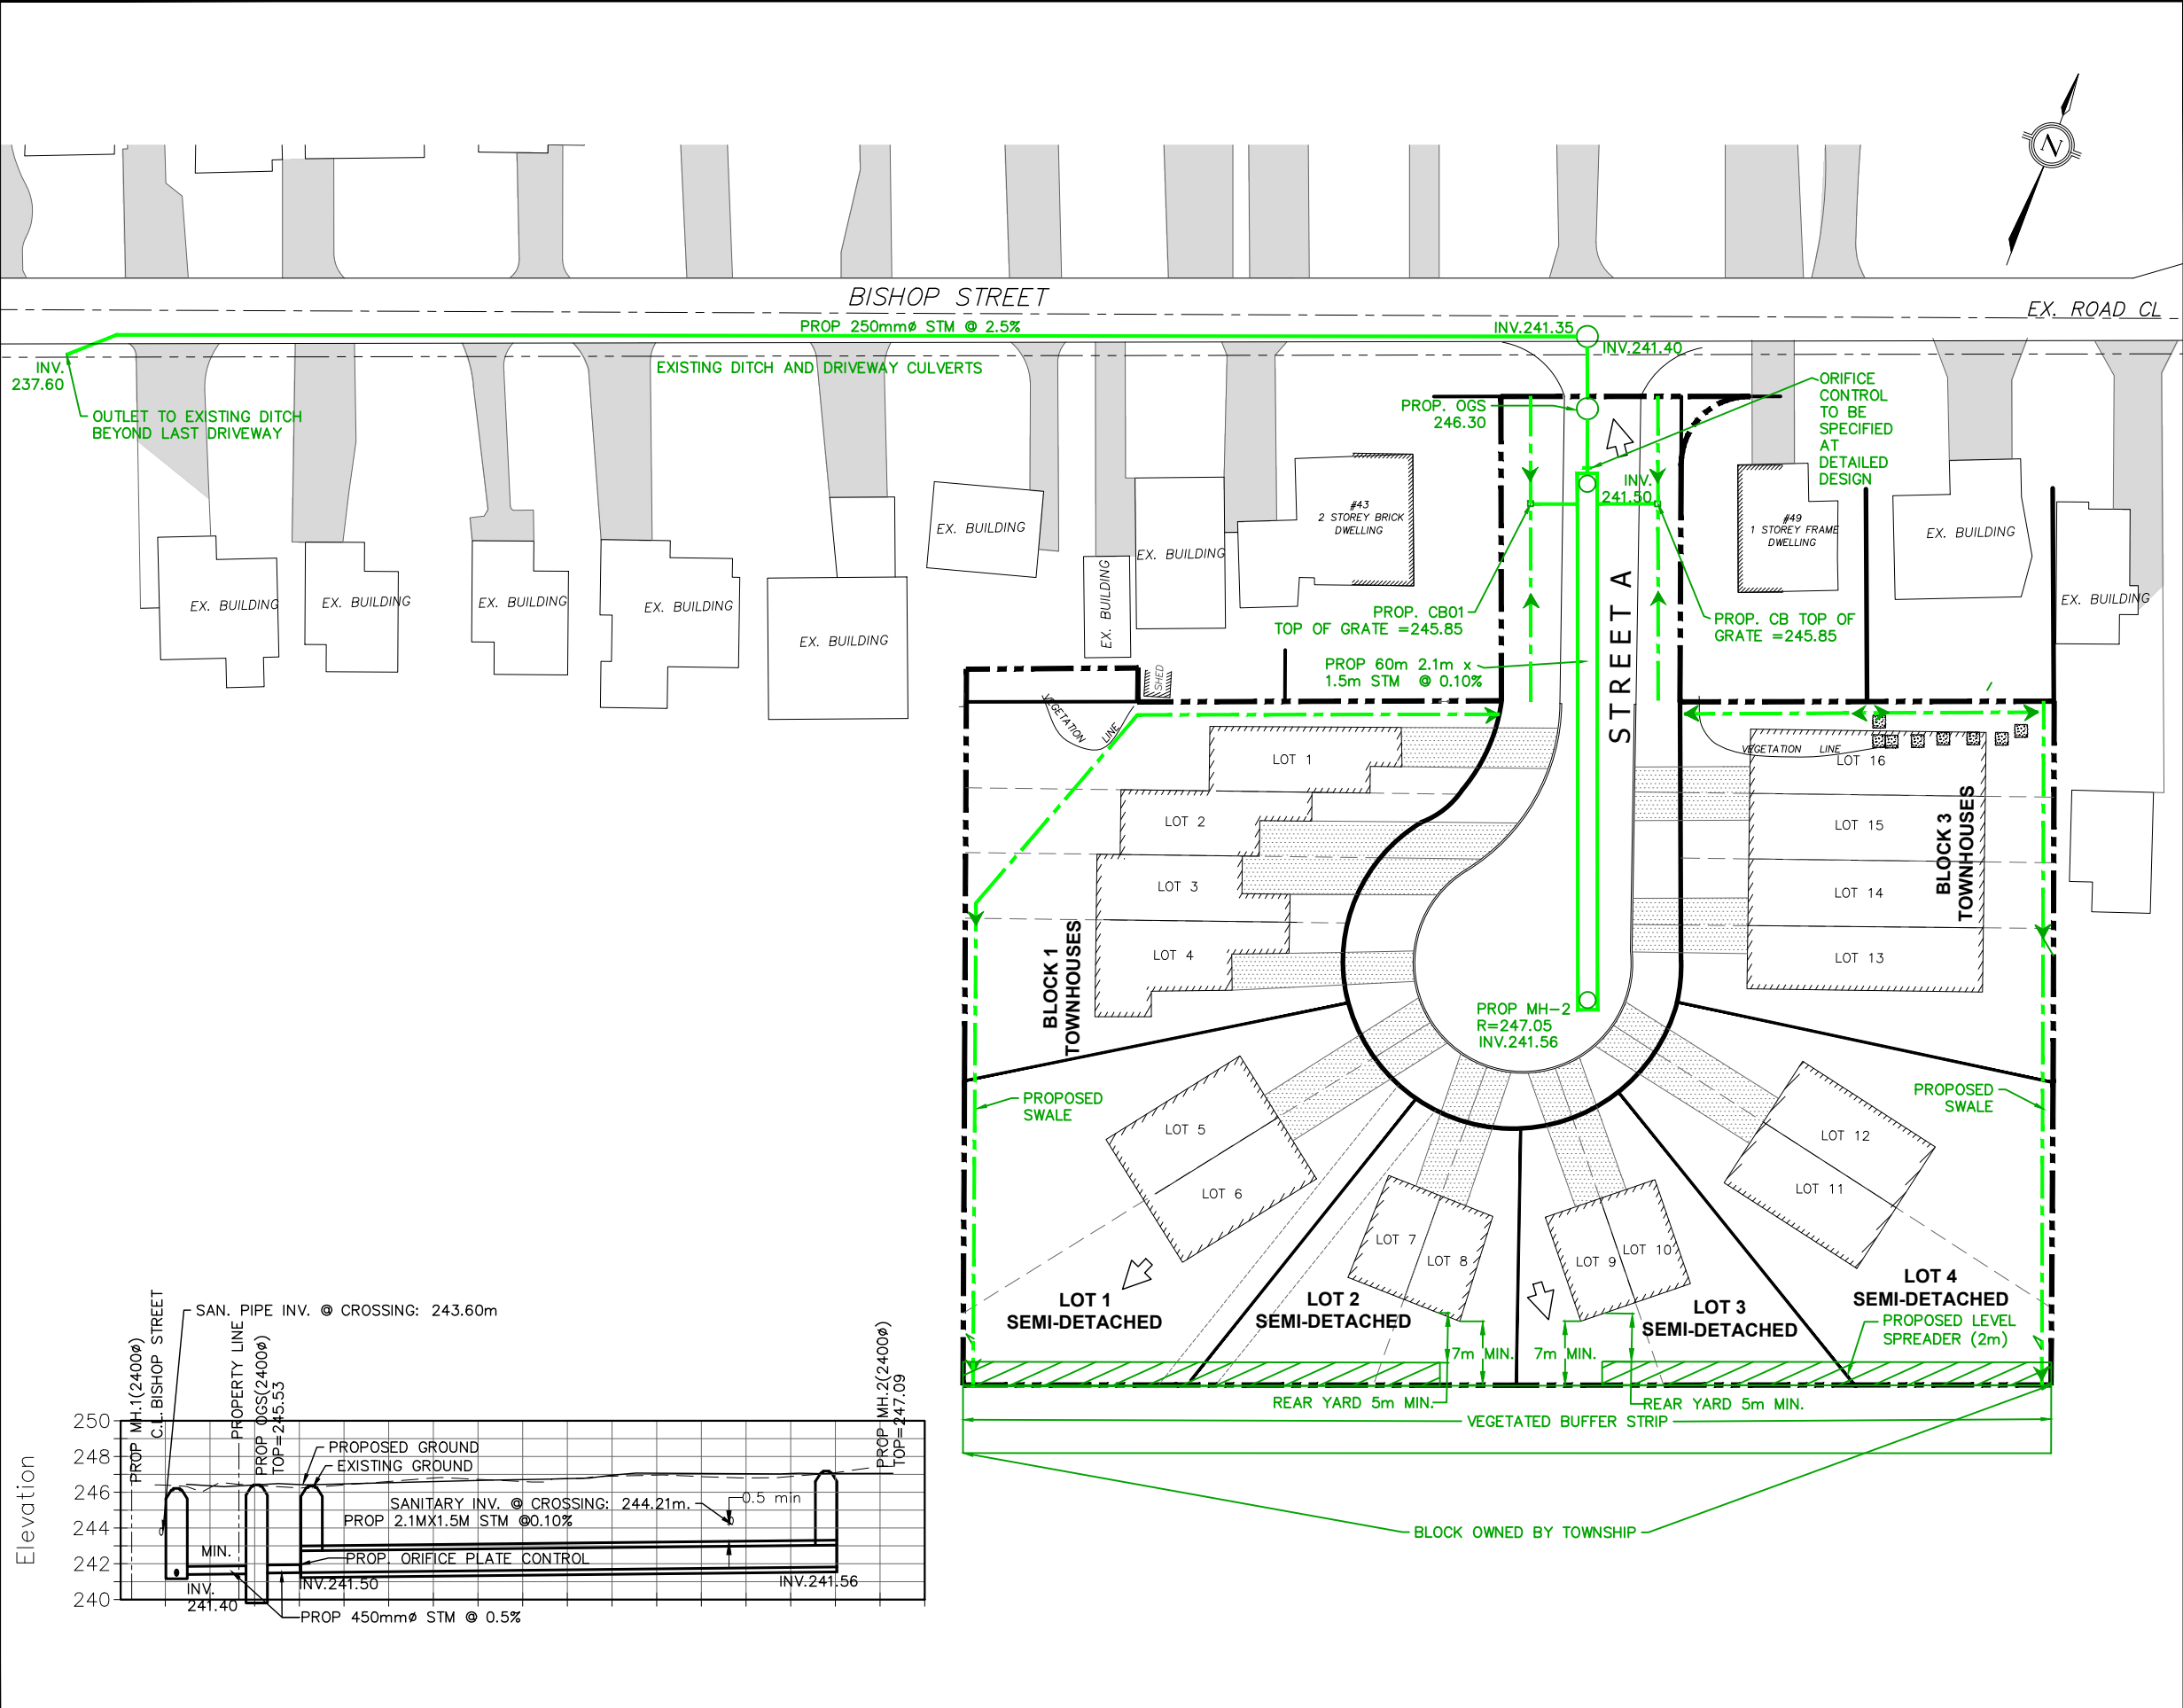 N
BISHOP STREET
EX. ROAD CL
PROP 250mmø STM @ 2.5%
INV.241.35
INV.241.40
EXISTING DITCH AND DRIVEWAY CULVERTS
INV.
237.60
OUTLET TO EXISTING DITCH
BEYOND LAST DRIVEWAY
ORIFICE
CONTROL
TO BE
SPECIFIED
AT
DETAILED
DESIGN
PROP. OGS
246.30
INV.
241.50
#43
2 STOREY BRICK
DWELLING
#49
1 STOREY FRAME
DWELLING
EX. BUILDING
EX. BUILDING
EX. BUILDING
EX. BUILDING
EX. BUILDING
EX. BUILDING
EX. BUILDING
EX. BUILDING
EX. BUILDING
EX. BUILDING
PROP. CB01
TOP OF GRATE =245.85
PROP. CB TOP OF
GRATE =245.85
PROP 60m 2.1m x
1.5m STM @ 0.10%
STREET A
SHED
VEGETATION LINE
VEGETATION LINE
LOT 1
LOT 2
LOT 3
LOT 4
BLOCK 1
TOWNHOUSES
LOT 16
LOT 15
LOT 14
LOT 13
BLOCK 3
TOWNHOUSES
PROP MH-2
R=247.05
INV.241.56
PROPOSED
SWALE
PROPOSED
SWALE
LOT 5
LOT 6
LOT 7
LOT 8
LOT 9
LOT 10
LOT 11
LOT 12
LOT 1
SEMI-DETACHED
LOT 2
SEMI-DETACHED
LOT 3
SEMI-DETACHED
LOT 4
SEMI-DETACHED
PROPOSED LEVEL
SPREADER (2m)
7m MIN.
7m MIN.
REAR YARD 5m MIN.
REAR YARD 5m MIN.
VEGETATED BUFFER STRIP
BLOCK OWNED BY TOWNSHIP
SAN. PIPE INV. @ CROSSING: 243.60m
PROP MH.1(2400ø)
C.L. BISHOP STREET
PROPERTY LINE
PROP OGS(2400ø)
TOP=245.53
PROP MH.2(2400ø)
TOP=247.09
Elevation
250
248
246
244
242
240
PROPOSED GROUND
EXISTING GROUND
SANITARY INV. @ CROSSING: 244.21m.
0.5 min
PROP 2.1MX1.5M STM @0.10%
MIN.
PROP. ORIFICE PLATE CONTROL
INV.
241.40
INV.241.50
INV.241.56
PROP 450mmø STM @ 0.5%